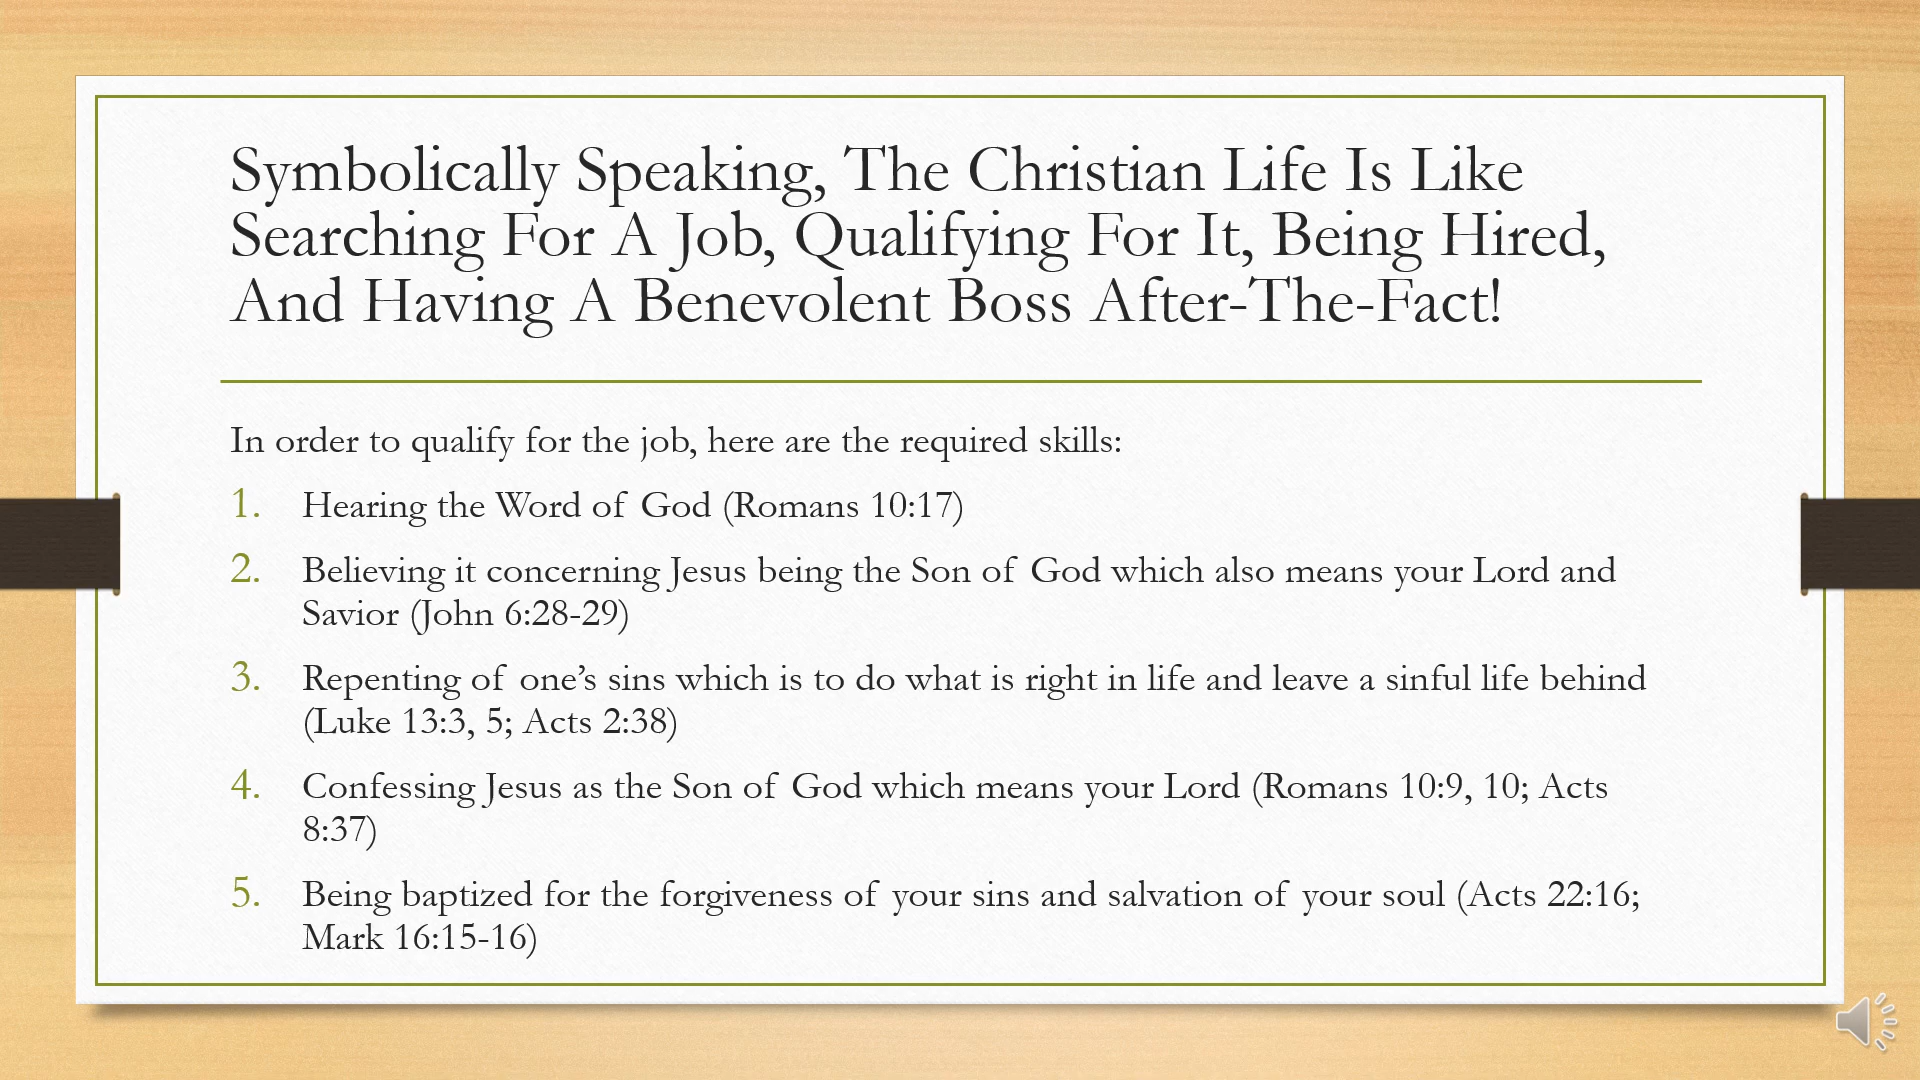 Symbolically Speaking, The Christian Life Is Like
Searching For A Job, Qualifying For It, Being Hired,
And Having A Benevolent Boss After-The-Fact!
In order to qualify for the job, here are the required skills:
1. Hearing the Word of God (Romans 10:17)
2. Believing it concerning Jesus being the Son of God which also means your Lord and
Savior (John 6:28-29)
3. Repenting of one’s sins which is to do what is right in life and leave a sinful life behind
(Luke 13:3, 5; Acts 2:38)
4. Confessing Jesus as the Son of God which means your Lord (Romans 10:9, 10; Acts
8:37)
5. Being baptized for the forgiveness of your sins and salvation of your soul (Acts 22:16;
Mark 16:15-16)